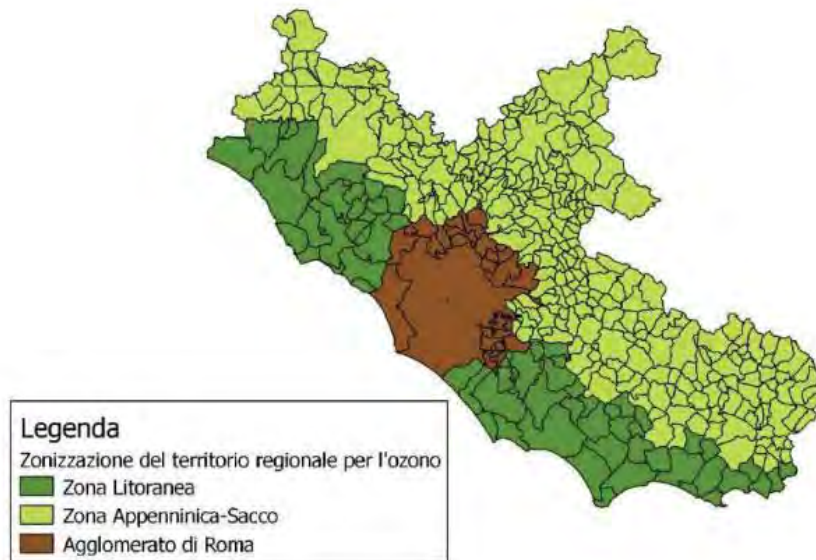 Legenda
Zonizzazione del territorio regionale per l'ozono
Zona Litoranea
Zona Appenninica-Sacco
Agglomerato di Roma